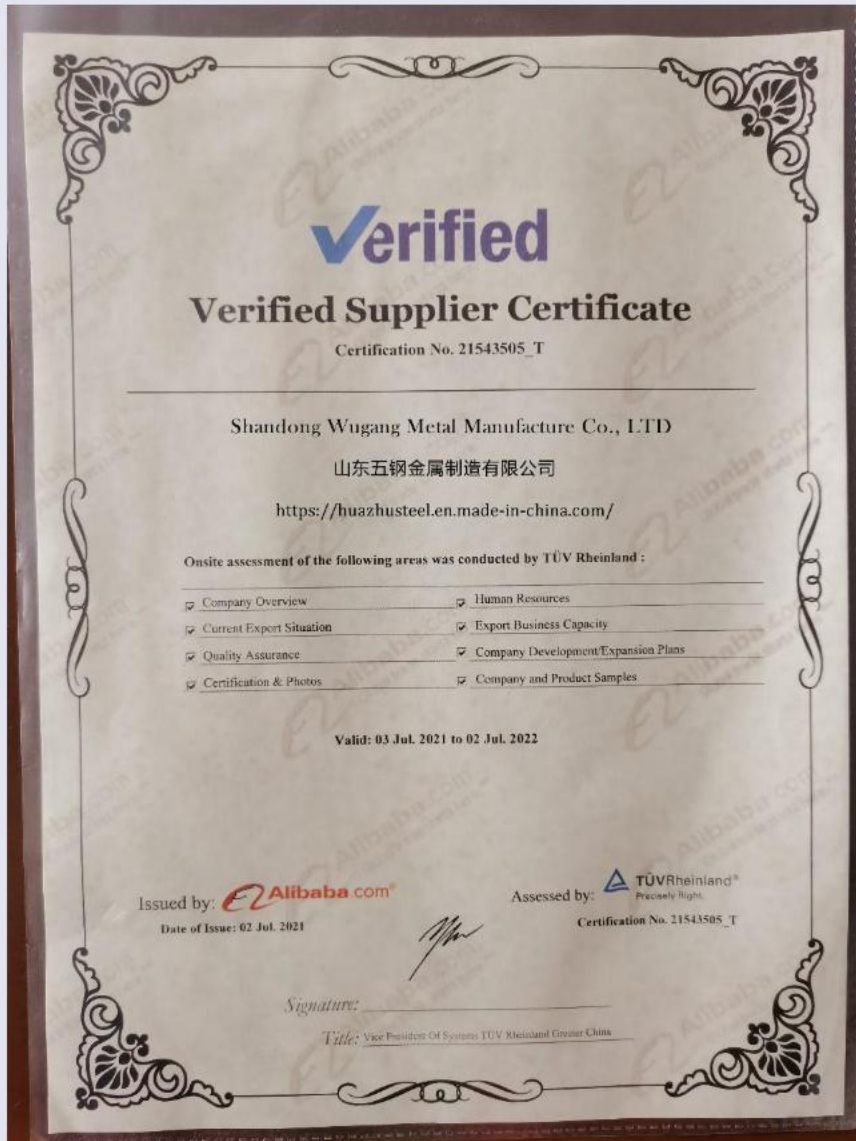 Verified
Verified Supplier Certificate
Certification No. 21543505_T
Shandong Wugang Metal Manufacture Co., LTD
山东五钢金属制造有限公司
https://huazhusteel.en.made-in-china.com/
Onsite assessment of the following areas was conducted by TÜV Rheinland :
Company Overview
Human Resources
Current Export Situation
Export Business Capacity
Quality Assurance
Company Development/Expansion Plans
Certification & Photos
Company and Product Samples
Valid: 03 Jul. 2021 to 02 Jul. 2022
Issued by: Alibaba.com®
Assessed by: TÜVRheinland®
Precisely Right.
Date of Issue: 02 Jul. 2021
Certification No. 21543505_T
Signature:
Title: Vice President Of Systems TÜV Rheinland Greater China